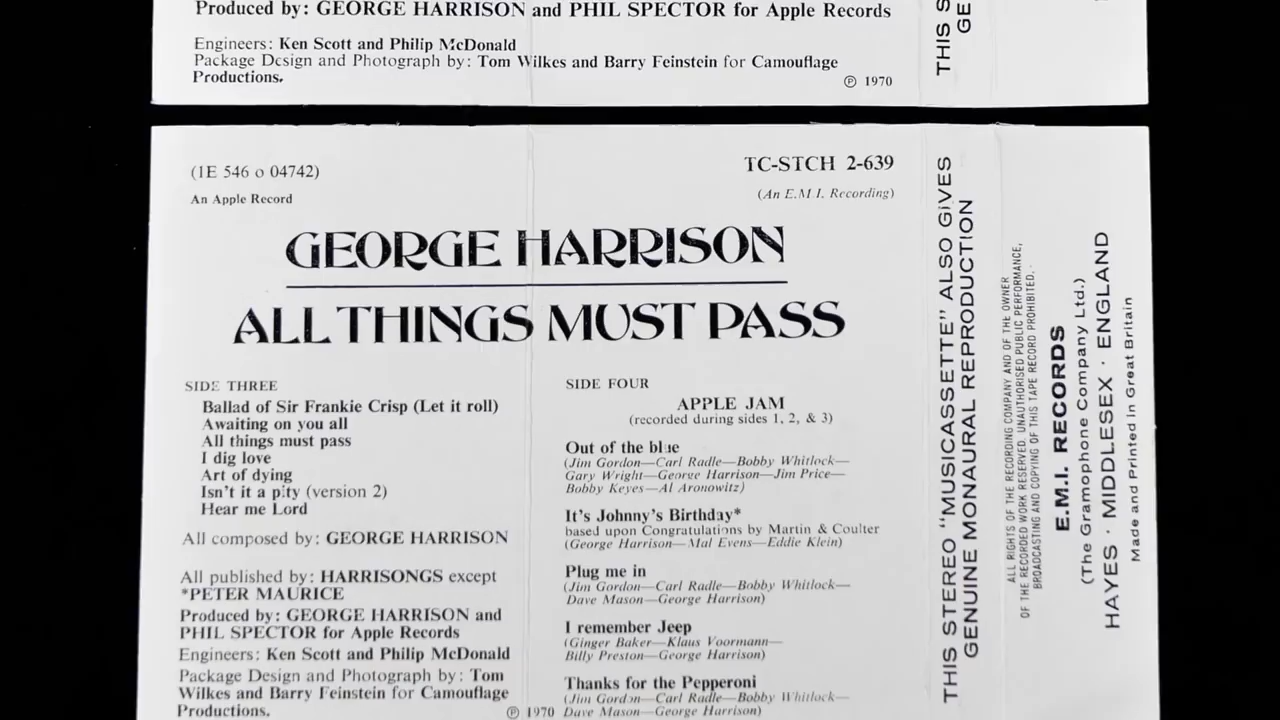 Produced by: GEORGE HARRISON and PHIL SPECTOR for Apple Records
Engineers: Ken Scott and Philip McDonald
Package Design and Photograph by: Tom Wilkes and Barry Feinstein for Camouflage
Productions.
℗ 1970
THIS S
GE
(1E 546 o 04742)
TC-STCH 2-639
An Apple Record
(An E.M.I. Recording)
GEORGE HARRISON
ALL THINGS MUST PASS
SIDE THREE
Ballad of Sir Frankie Crisp (Let it roll)
Awaiting on you all
All things must pass
I dig love
Art of dying
Isn't it a pity (version 2)
Hear me Lord
All composed by: GEORGE HARRISON
All published by: HARRISONGS except
*PETER MAURICE
Produced by: GEORGE HARRISON and
PHIL SPECTOR for Apple Records
Engineers: Ken Scott and Philip McDonald
Package Design and Photograph by: Tom
Wilkes and Barry Feinstein for Camouflage
Productions.
℗ 1970
SIDE FOUR
APPLE JAM
(recorded during sides 1, 2, & 3)
Out of the blue
(Jim Gordon—Carl Radle—Bobby Whitlock—
Gary Wright—George Harrison—Jim Price—
Bobby Keyes—Al Aronowitz)
It's Johnny's Birthday*
based upon Congratulations by Martin & Coulter
(George Harrison—Mal Evens—Eddie Klein)
Plug me in
(Jim Gordon—Carl Radle—Bobby Whitlock—
Dave Mason—George Harrison)
I remember Jeep
(Ginger Baker—Klaus Voormann—
Billy Preston—George Harrison)
Thanks for the Pepperoni
(Jim Gordon—Carl Radle—Bobby Whitlock—
Dave Mason—George Harrison)
THIS STEREO "MUSICASSETTE" ALSO GIVES
GENUINE MONAURAL REPRODUCTION
ALL RIGHTS OF THE RECORDING COMPANY AND OF THE OWNER
OF THE RECORDED WORK RESERVED. UNAUTHORISED PUBLIC PERFORMANCE,
BROADCASTING AND COPYING OF THIS TAPE RECORD PROHIBITED.
E.M.I. RECORDS
(The Gramophone Company Ltd.)
HAYES · MIDDLESEX · ENGLAND
Made and Printed in Great Britain